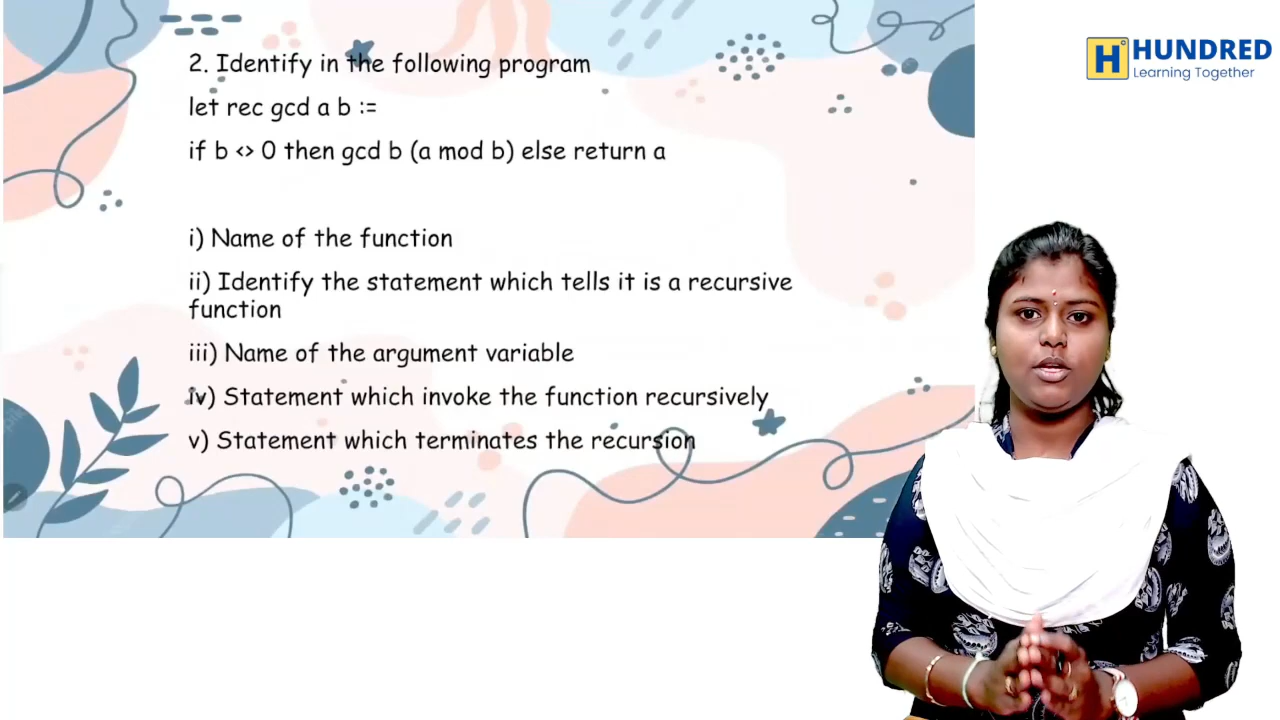 HUNDRED
Learning Together
2. Identify in the following program
let rec gcd a b :=
if b <> 0 then gcd b (a mod b) else return a
i) Name of the function
ii) Identify the statement which tells it is a recursive
function
iii) Name of the argument variable
iv) Statement which invoke the function recursively
v) Statement which terminates the recursion